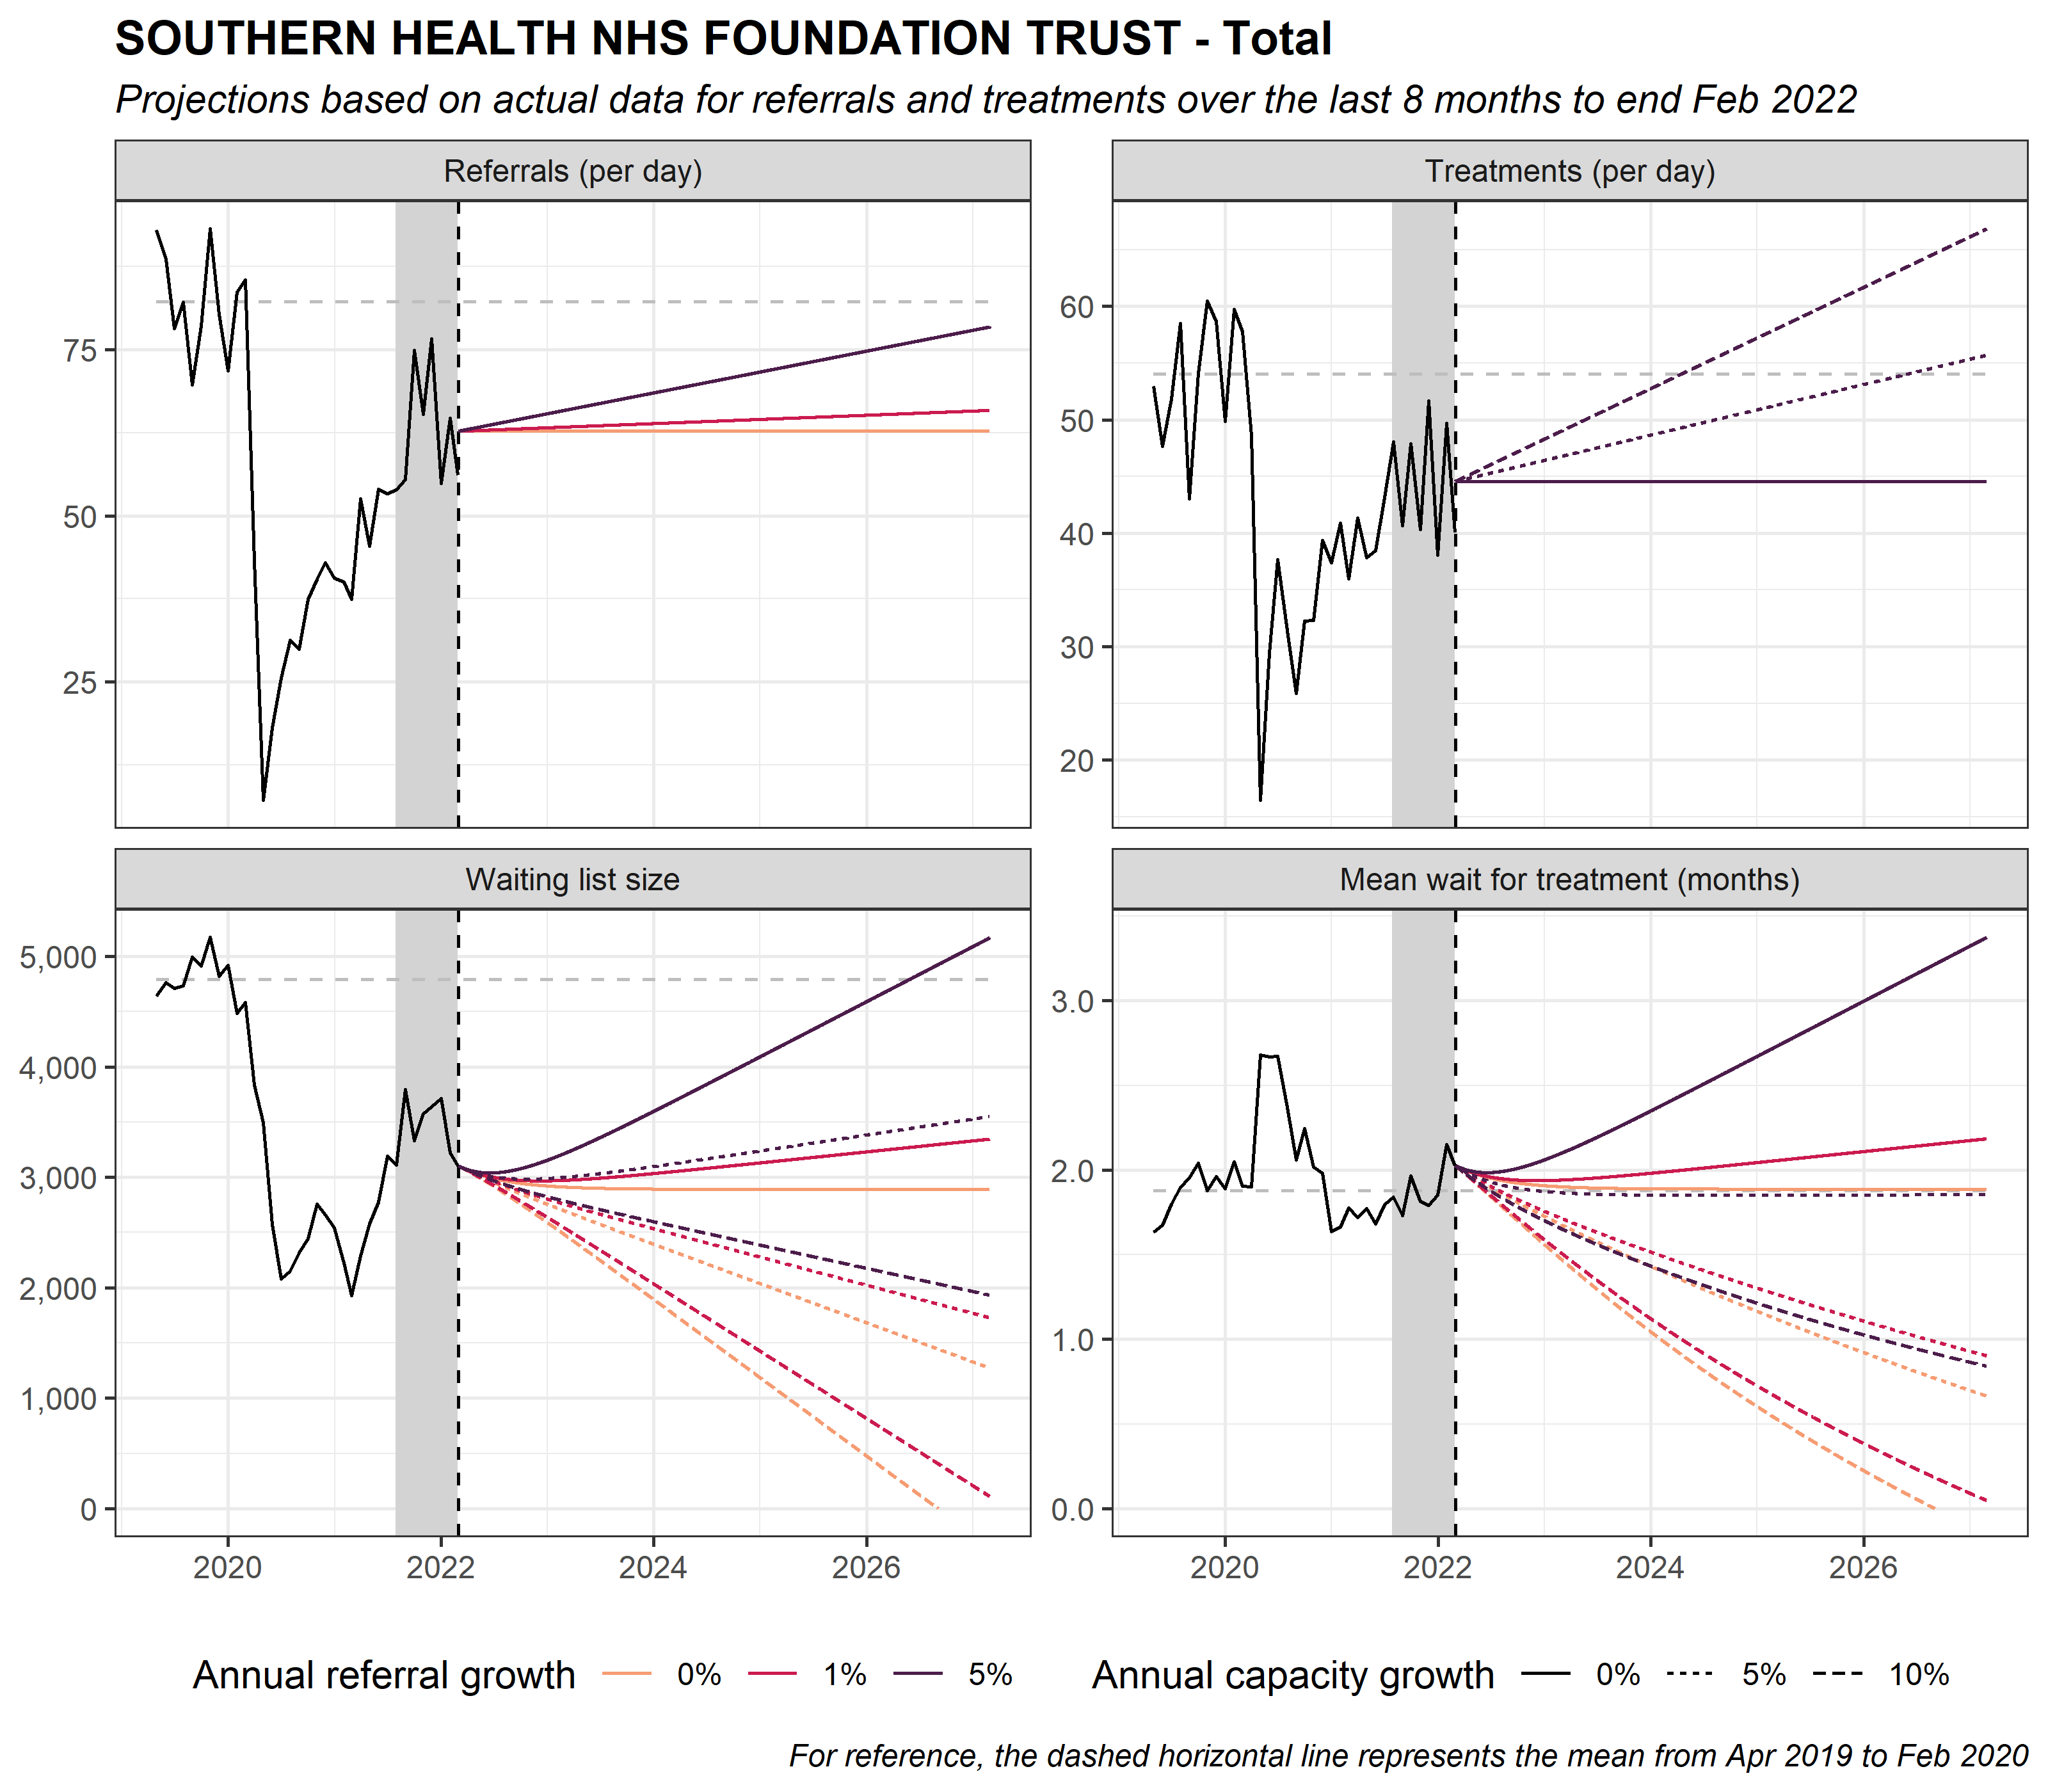 SOUTHERN HEALTH NHS FOUNDATION TRUST - Total
Projections based on actual data for referrals and treatments over the last 8 months to end Feb 2022
Referrals (per day)
75
50
25
Treatments (per day)
60
50
40
30
20
Waiting list size
5,000
4,000
3,000
2,000
1,000
0
2020 2022 2024 2026
Mean wait for treatment (months)
3.0
2.0
1.0
0.0
2020 2022 2024 2026
Annual referral growth 0% 1% 5%
Annual capacity growth 0% 5% 10%
For reference, the dashed horizontal line represents the mean from Apr 2019 to Feb 2020